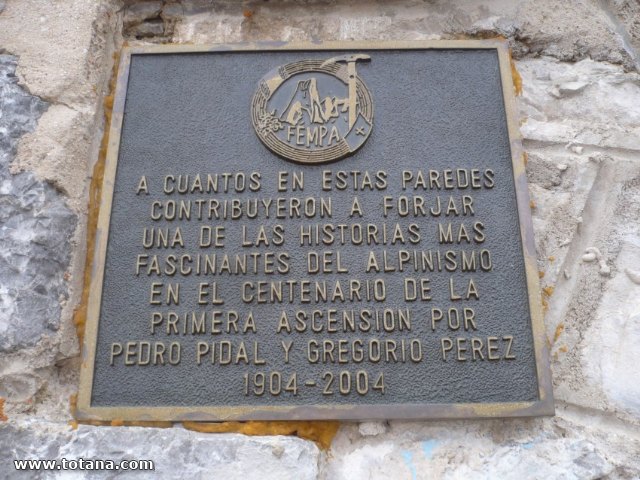 FEMPA
A CUANTOS EN ESTAS PAREDES
CONTRIBUYERON A FORJAR
UNA DE LAS HISTORIAS MAS
FASCINANTES DEL ALPINISMO
EN EL CENTENARIO DE LA
PRIMERA ASCENSION POR
PEDRO PIDAL Y GREGORIO PEREZ
1904-2004
www.totana.com